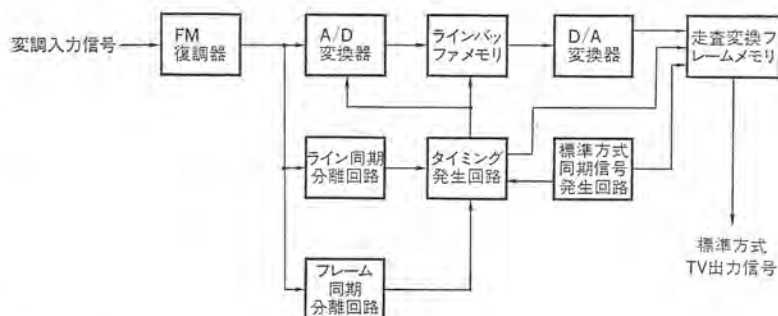 変調入力信号
FM
復調器
A/D
変換器
ラインバッ
ファメモリ
D/A
変換器
走査変換フ
レームメモリ
ライン同期
分離回路
タイミング
発生回路
標準方式
同期信号
発生回路
フレーム
同期
分離回路
標準方式
TV出力信号